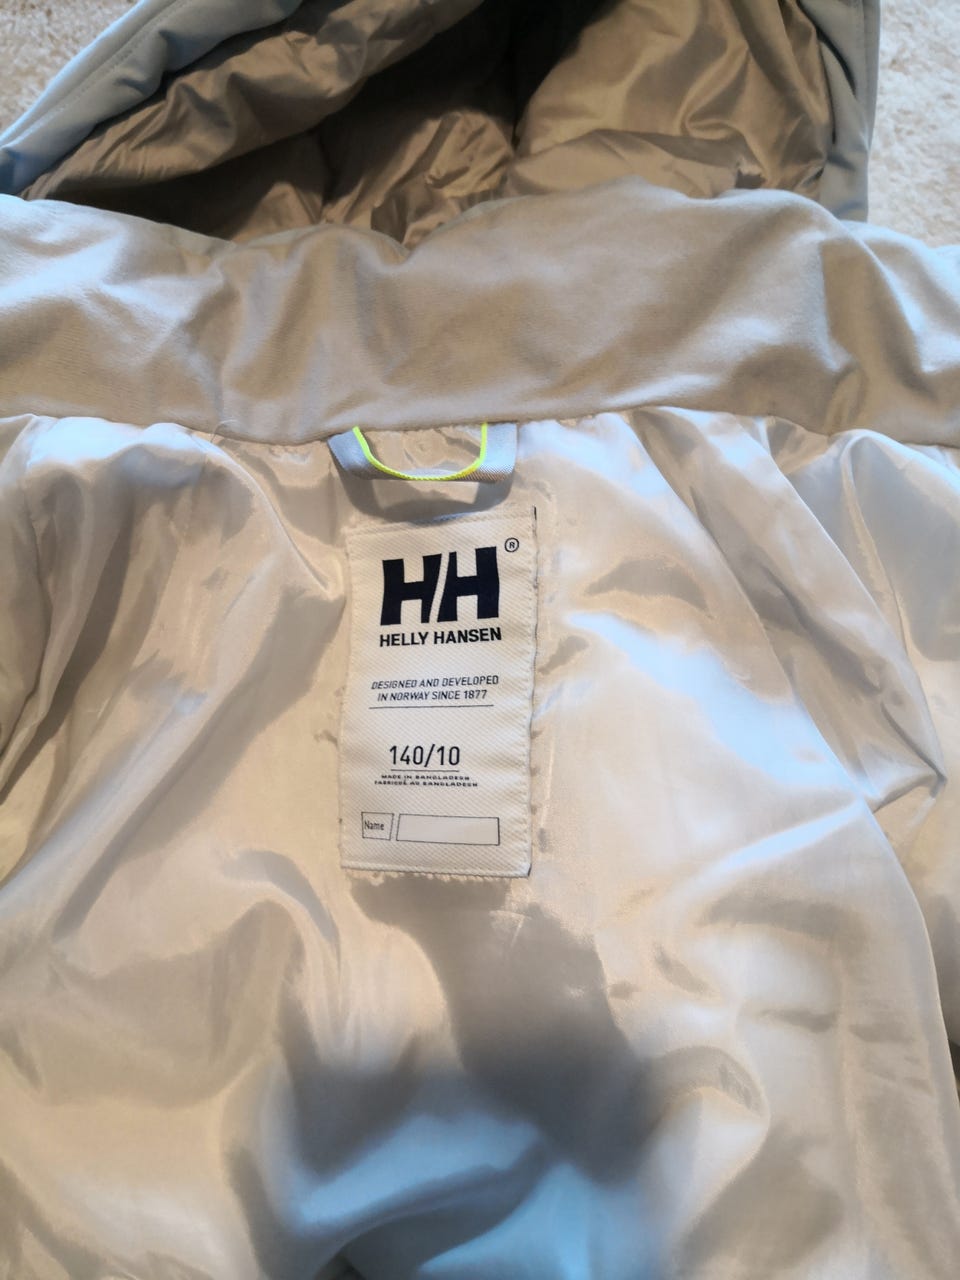 HH®
HELLY HANSEN
DESIGNED AND DEVELOPED
IN NORWAY SINCE 1877
140/10
MADE IN BANGLADESH
FABRIQUÉ AU BANGLADESH
Name